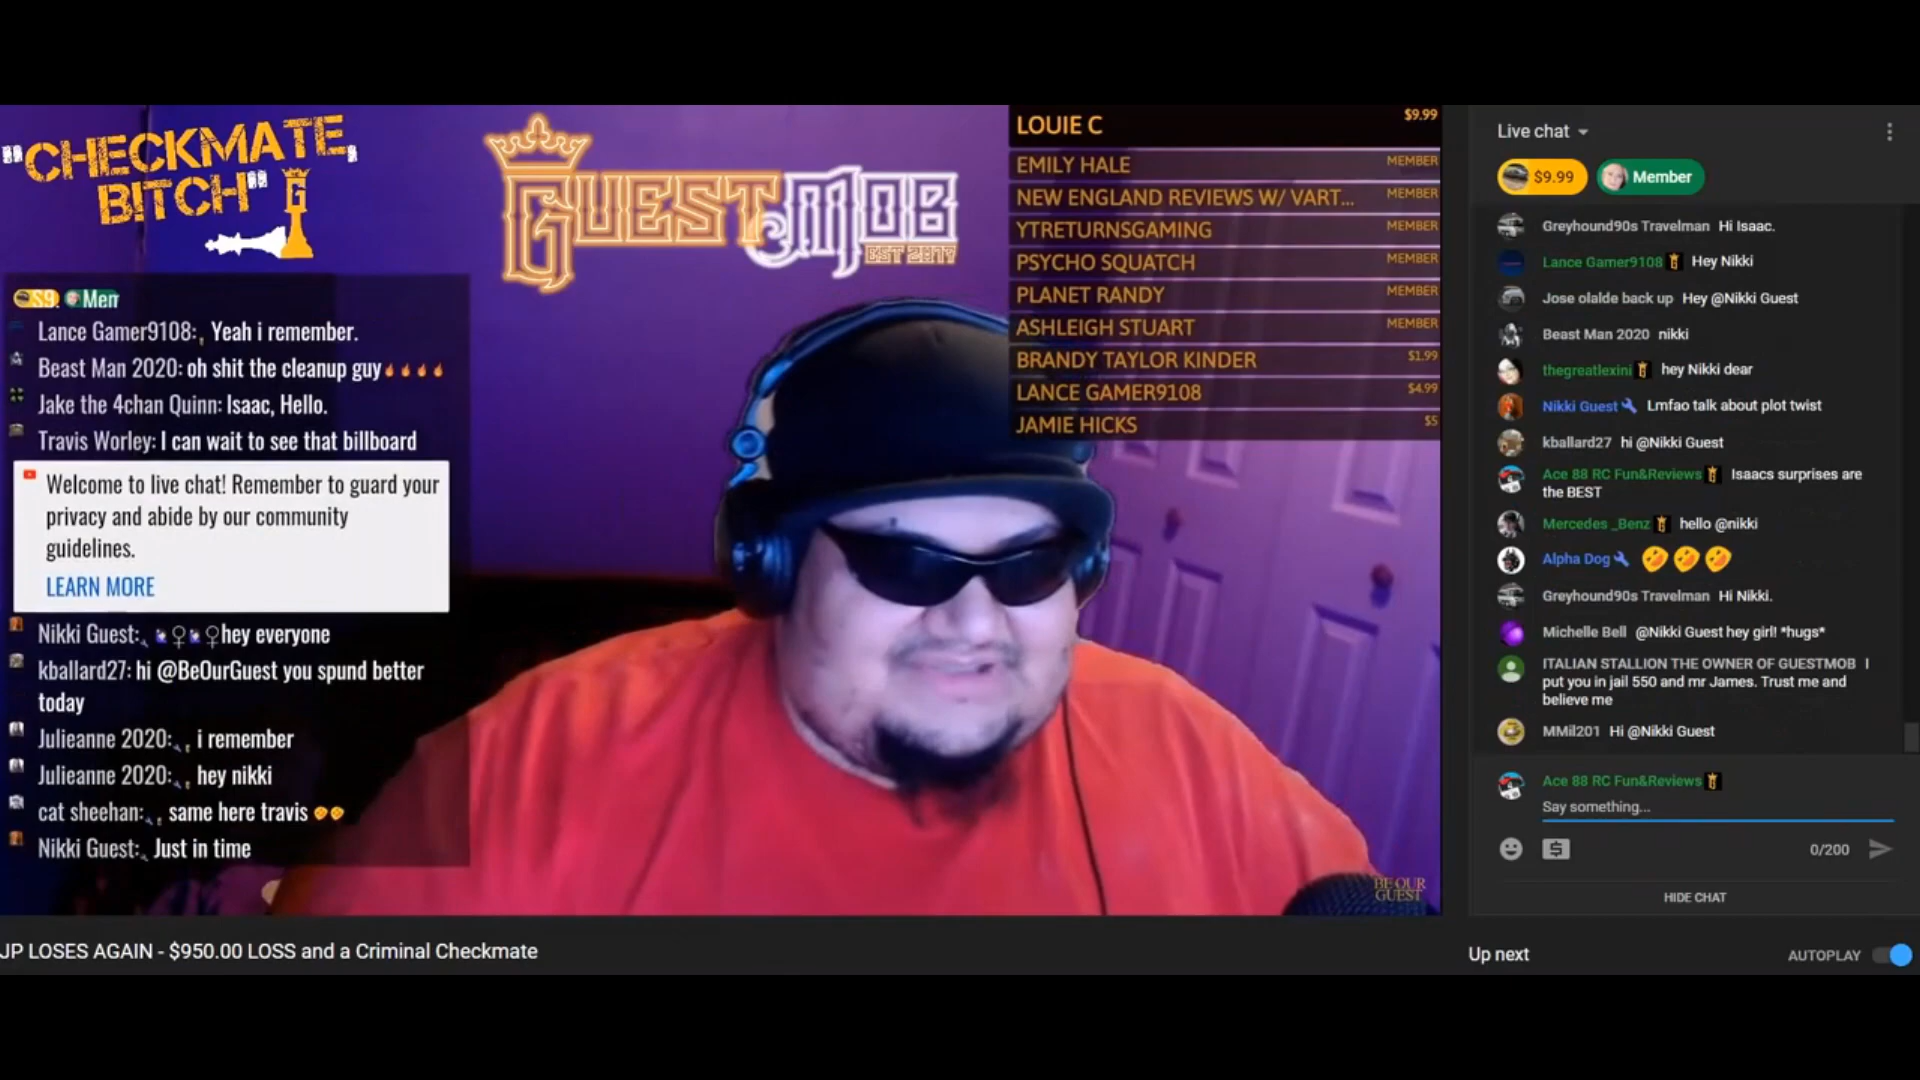 "CHECKMATE,
BITCH"
G
GUESTMOB
EST 2017
LOUIE C $9.99
EMILY HALE MEMBER
NEW ENGLAND REVIEWS W/ VART... MEMBER
YTRETURNSGAMING MEMBER
PSYCHO SQUATCH MEMBER
PLANET RANDY MEMBER
ASHLEIGH STUART MEMBER
BRANDY TAYLOR KINDER $1.99
LANCE GAMER9108 $4.99
JAMIE HICKS $5
$9. Mem
Lance Gamer9108: Yeah i remember.
Beast Man 2020: oh shit the cleanup guy🔥🔥🔥🔥
Jake the 4chan Quinn: Isaac, Hello.
Travis Worley: I can wait to see that billboard
Welcome to live chat! Remember to guard your
privacy and abide by our community
guidelines.
LEARN MORE
Nikki Guest: ♀ ♀hey everyone
kballard27: hi @BeOurGuest you spund better
today
Julieanne 2020: i remember
Julieanne 2020: hey nikki
cat sheehan: same here travis
Nikki Guest: Just in time
BE OUR
GUEST
JP LOSES AGAIN - $950.00 LOSS and a Criminal Checkmate
Live chat
$9.99 Member
Greyhound90s Travelman Hi Isaac.
Lance Gamer9108 Hey Nikki
Jose olalde back up Hey @Nikki Guest
Beast Man 2020 nikki
thegreatlexini hey Nikki dear
Nikki Guest Lmfao talk about plot twist
kballard27 hi @Nikki Guest
Ace 88 RC Fun&Reviews Isaacs surprises are
the BEST
Mercedes _Benz hello @nikki
Alpha Dog 🤣🤣🤣
Greyhound90s Travelman Hi Nikki.
Michelle Bell @Nikki Guest hey girl! *hugs*
ITALIAN STALLION THE OWNER OF GUESTMOB I
put you in jail 550 and mr James. Trust me and
believe me
MMil201 Hi @Nikki Guest
Ace 88 RC Fun&Reviews
Say something...
0/200
HIDE CHAT
Up next
AUTOPLAY